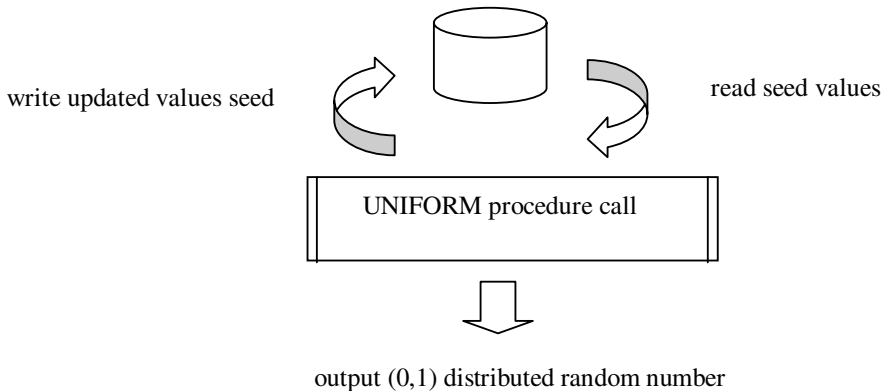 write updated values seed
read seed values
UNIFORM procedure call
output (0,1) distributed random number